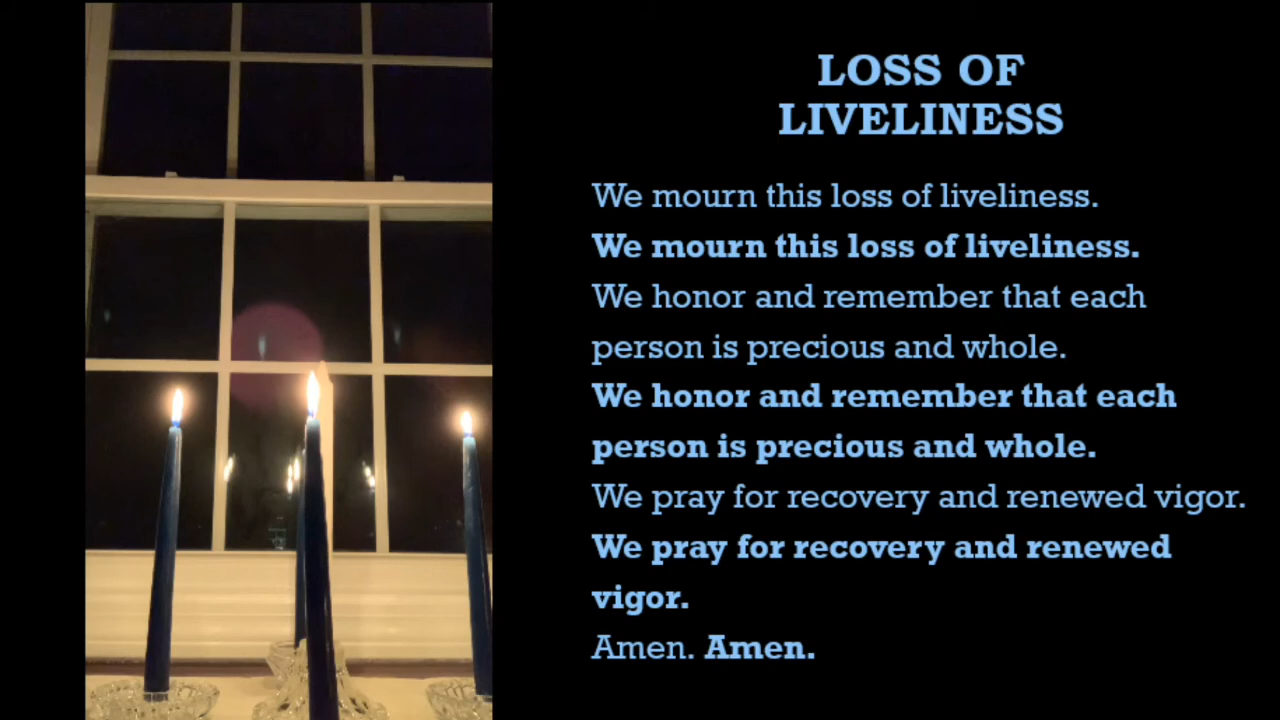 LOSS OF
LIVELINESS
We mourn this loss of liveliness.
We mourn this loss of liveliness.
We honor and remember that each
person is precious and whole.
We honor and remember that each
person is precious and whole.
We pray for recovery and renewed vigor.
We pray for recovery and renewed
vigor.
Amen. Amen.